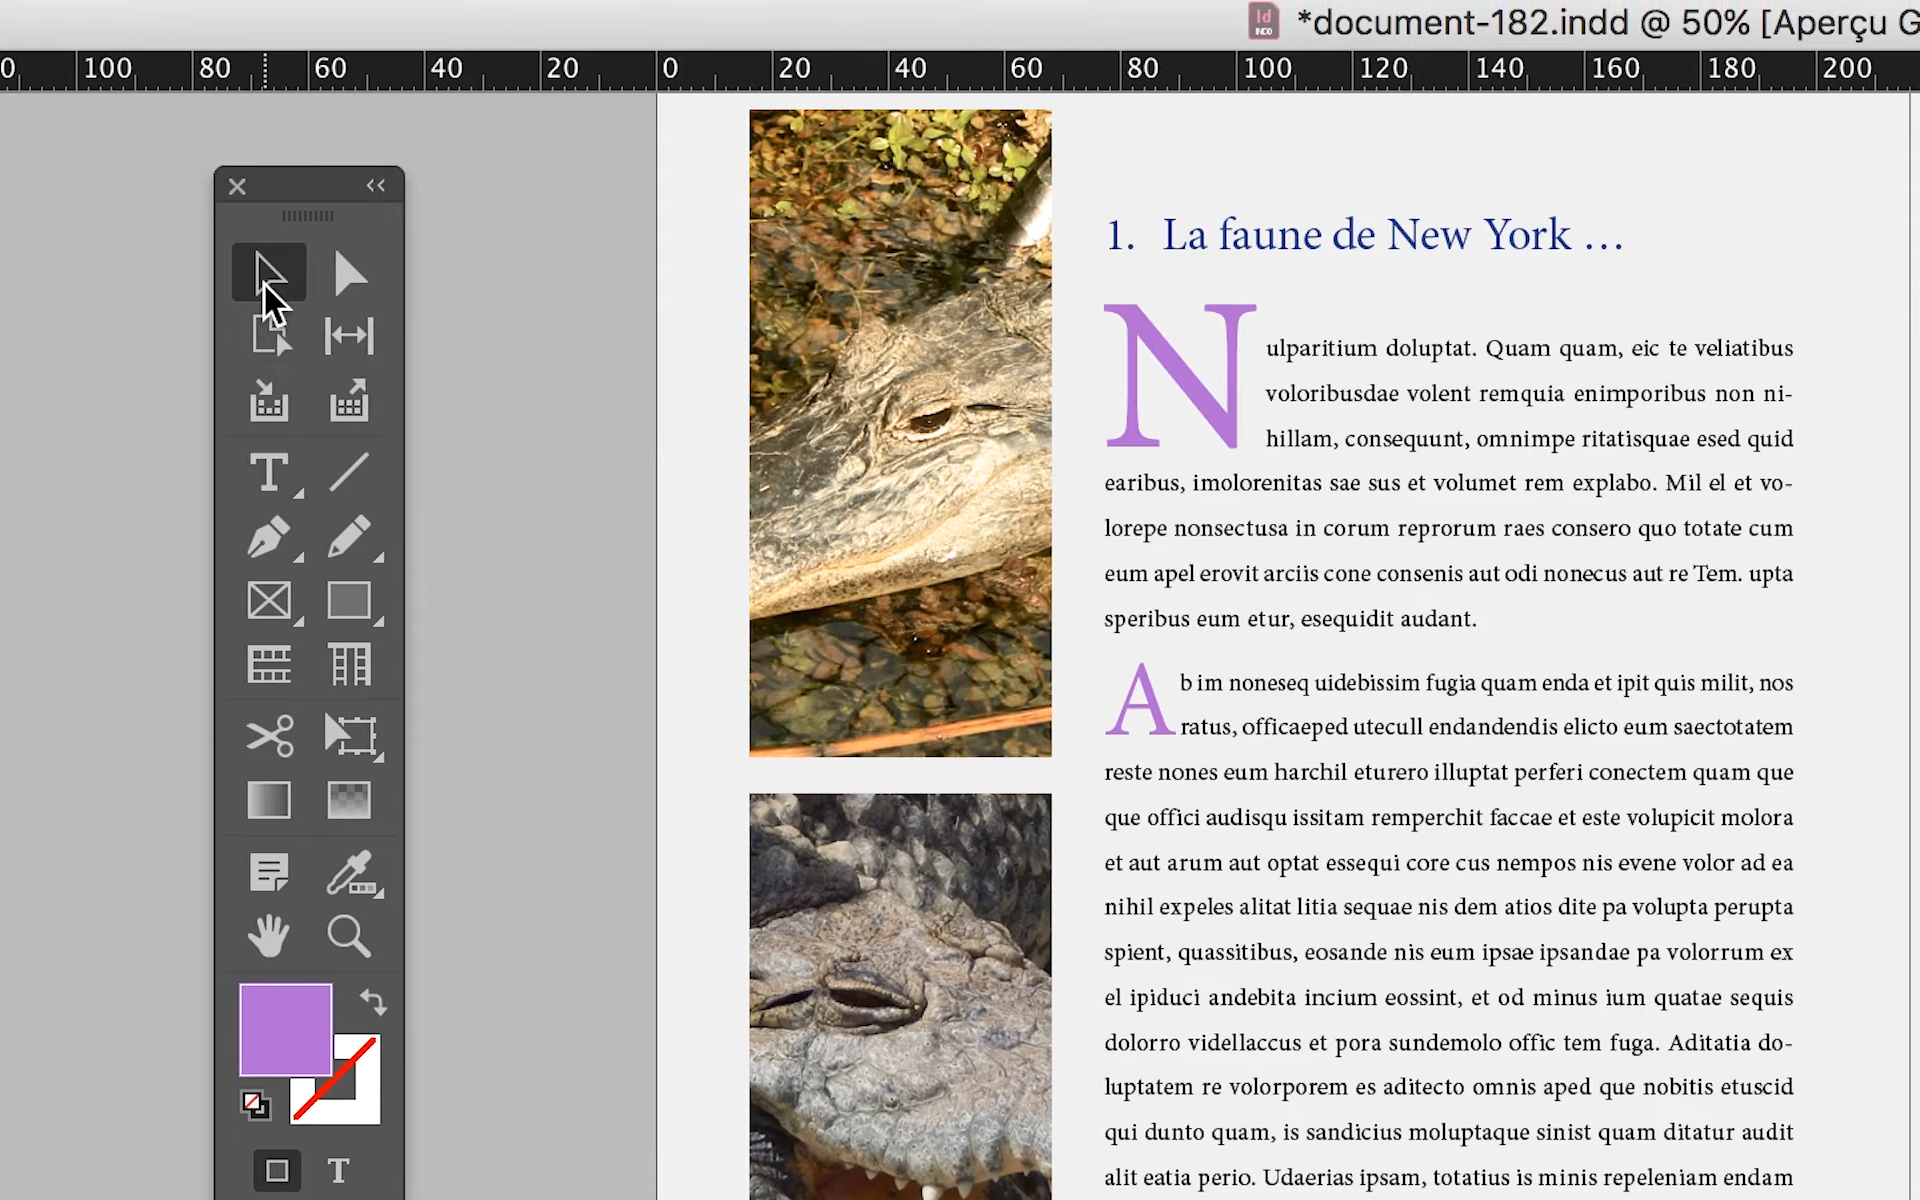 Id
INDD
*document-182.indd @ 50% [Aperçu G
0 100 80 60 40 20 0 20 40 60 80 100 120 140 160 180 200
1. La faune de New York …
Nulparitium doluptat. Quam quam, eic te veliatibus
voloribusdae volent remquia enimporibus non ni-
hillam, consequunt, omnimpe ritatisquae esed quid
earibus, imolorenitas sae sus et volumet rem explabo. Mil el et vo-
lorepe nonsectusa in corum reprorum raes consero quo totate cum
eum apel erovit arciis cone consenis aut odi nonecus aut re Tem. upta
speribus eum etur, esequidit audant.
Ab im noneseq uidebissim fugia quam enda et ipit quis milit, nos
ratus, officaeped utecull endandendis elicto eum saectotatem
reste nones eum harchil eturero illuptat perferi conectem quam que
que offici audisqu issitam remperchit faccae et este volupicit molora
et aut arum aut optat essequi core cus nempos nis evene volor ad ea
nihil expeles alitat litia sequae nis dem atios dite pa volupta perupta
spient, quassitibus, eosande nis eum ipsae ipsandae pa volorrum ex
el ipiduci andebita incium eossint, et od minus ium quatae sequis
dolorro videllaccus et pora sundemolo offic tem fuga. Aditatia do-
luptatem re volorporem es aditecto omnis aped que nobitis etuscid
qui dunto quam, is sandicius moluptaque sinist quam ditatur audit
alit eatia perio. Udaerias ipsam, totatius is minis repeleniam endam